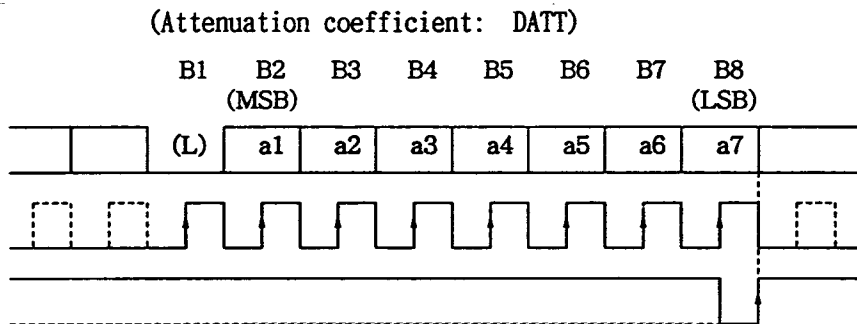 (Attenuation coefficient: DATT)
B1 B2 B3 B4 B5 B6 B7 B8
(MSB) (LSB)
(L) a1 a2 a3 a4 a5 a6 a7